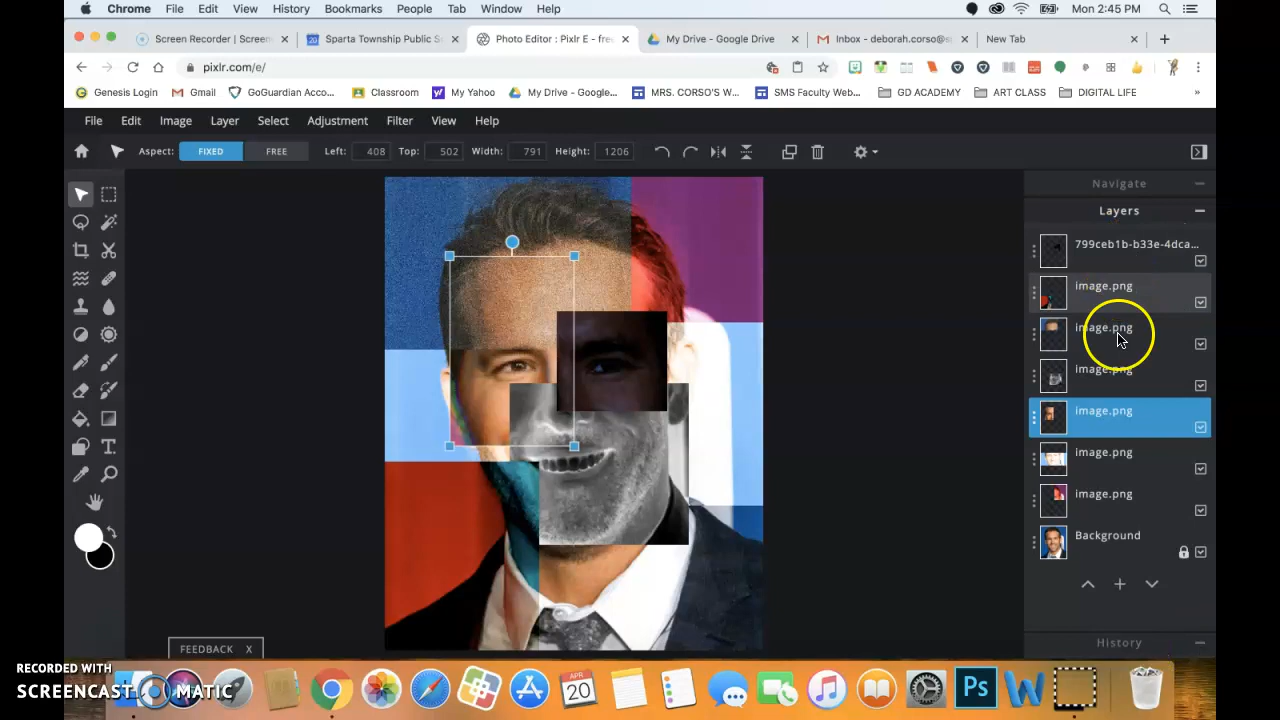 Chrome File Edit View History Bookmarks People Tab Window Help Mon 2:45 PM
Screen Recorder | Screen Sparta Township Public S Photo Editor : Pixlr E - free My Drive - Google Drive Inbox - deborah.corso@s New Tab
pixlr.com/e/
Genesis Login Gmail GoGuardian Acco... Classroom My Yahoo My Drive - Google... MRS. CORSO'S W... SMS Faculty Web... GD ACADEMY ART CLASS DIGITAL LIFE »
File Edit Image Layer Select Adjustment Filter View Help
Aspect: FIXED FREE Left: 408 Top: 502 Width: 791 Height: 1206
Navigate
Layers
799ceb1b-b33e-4dca...
image.png
image.png
image.png
image.png
image.png
image.png
Background
History
FEEDBACK X
RECORDED WITH
SCREENCAST MATIC
APR
20
Ps